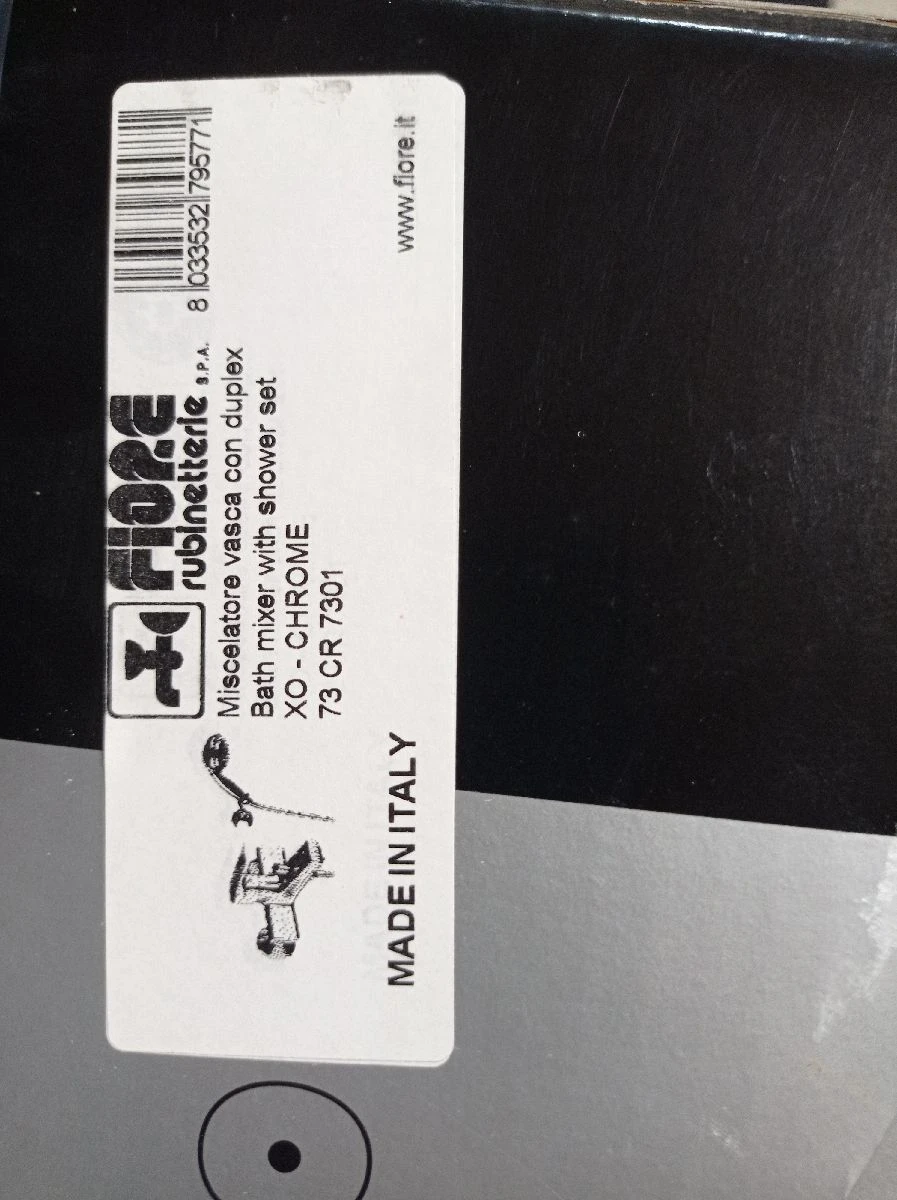 FIORE
rubinetterie S.P.A.
8 033532 795771
Miscelatore vasca con duplex
Bath mixer with shower set
XO - CHROME
73 CR 7301
www.fiore.it
MADE IN ITALY